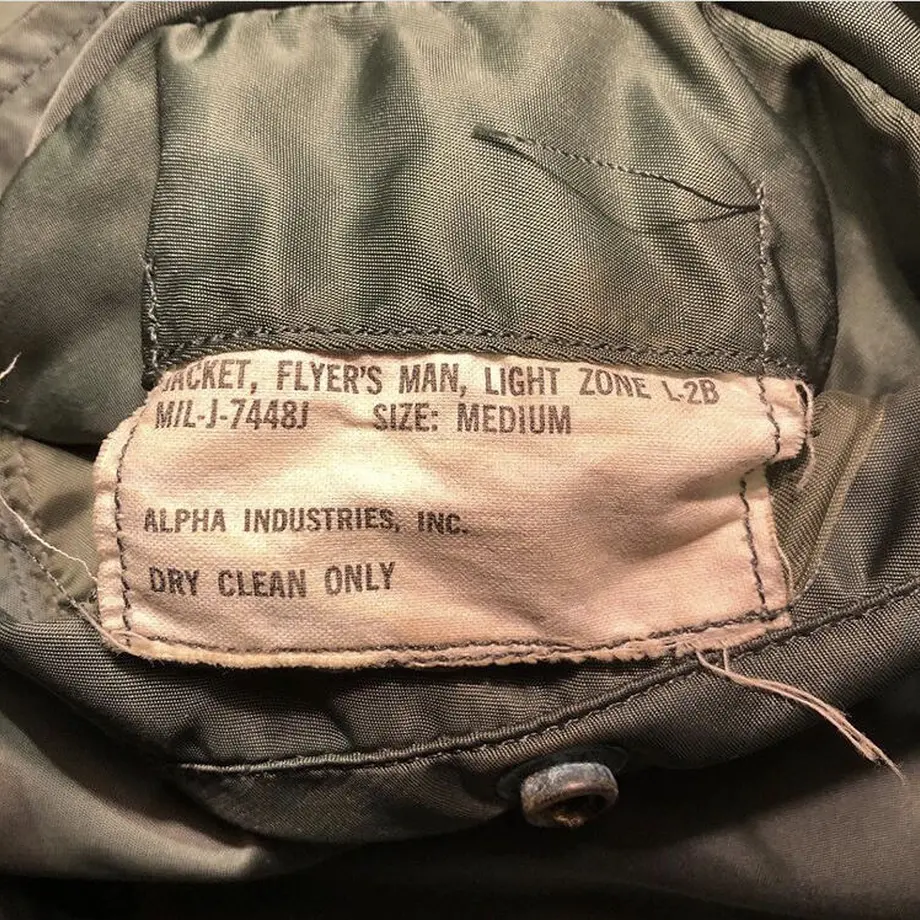 JACKET, FLYER'S MAN, LIGHT ZONE L-2B
MIL-J-7448J SIZE: MEDIUM
ALPHA INDUSTRIES, INC.
DRY CLEAN ONLY